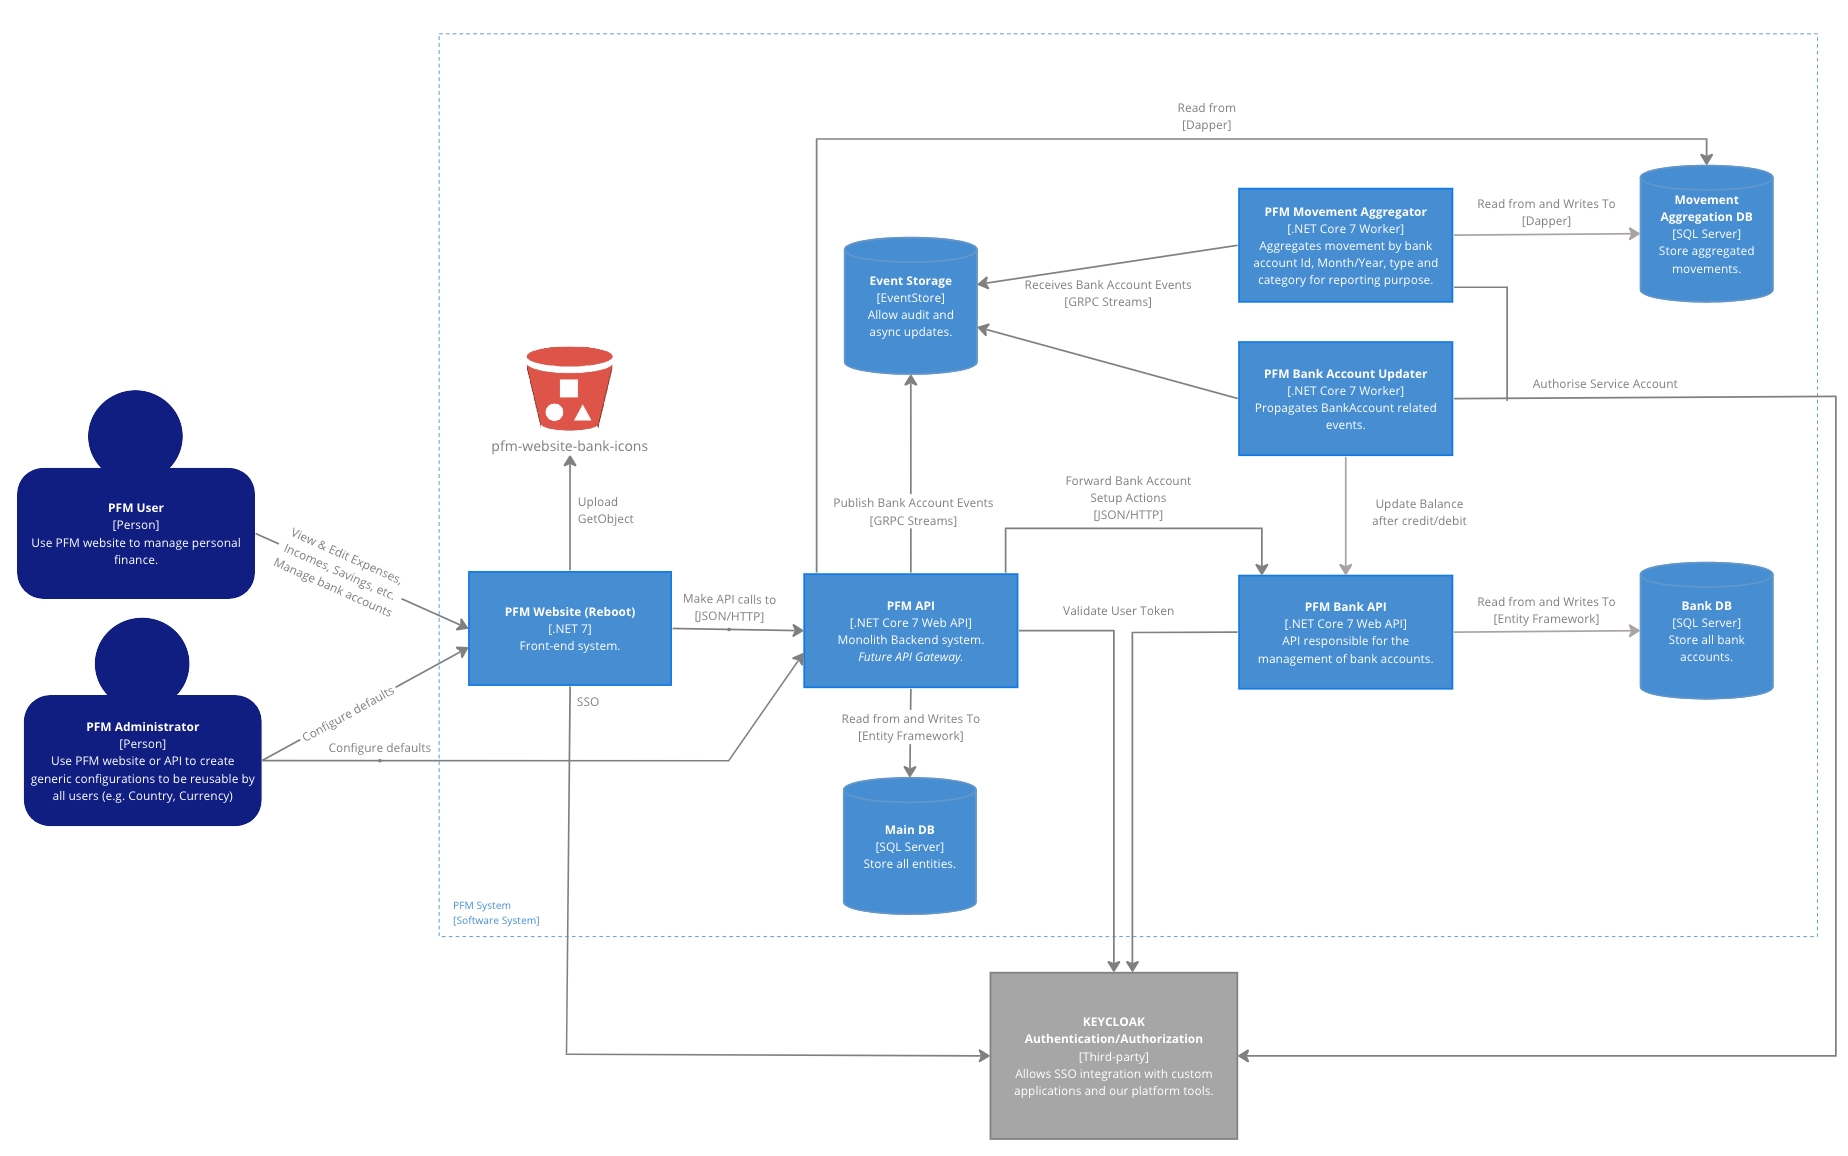 Read from
[Dapper]
PFM Movement Aggregator
[.NET Core 7 Worker]
Aggregates movement by bank
account Id, Month/Year, type and
category for reporting purpose.
Read from and Writes To
[Dapper]
Movement
Aggregation DB
[SQL Server]
Store aggregated
movements.
Event Storage
[EventStore]
Allow audit and
async updates.
Receives Bank Account Events
[GRPC Streams]
PFM Bank Account Updater
[.NET Core 7 Worker]
Propagates BankAccount related
events.
Authorise Service Account
pfm-website-bank-icons
Upload
GetObject
Publish Bank Account Events
[GRPC Streams]
Forward Bank Account
Setup Actions
[JSON/HTTP]
Update Balance
after credit/debit
PFM User
[Person]
Use PFM website to manage personal
finance.
View & Edit Expenses,
Incomes, Savings, etc.
Manage bank accounts
PFM Website (Reboot)
[.NET 7]
Front-end system.
Make API calls to
[JSON/HTTP]
PFM API
[.NET Core 7 Web API]
Monolith Backend system.
Future API Gateway.
Validate User Token
PFM Bank API
[.NET Core 7 Web API]
API responsible for the
management of bank accounts.
Read from and Writes To
[Entity Framework]
Bank DB
[SQL Server]
Store all bank
accounts.
PFM Administrator
[Person]
Use PFM website or API to create
generic configurations to be reusable by
all users (e.g. Country, Currency)
Configure defaults
Configure defaults
SSO
Read from and Writes To
[Entity Framework]
Main DB
[SQL Server]
Store all entities.
PFM System
[Software System]
KEYCLOAK
Authentication/Authorization
[Third-party]
Allows SSO integration with custom
applications and our platform tools.